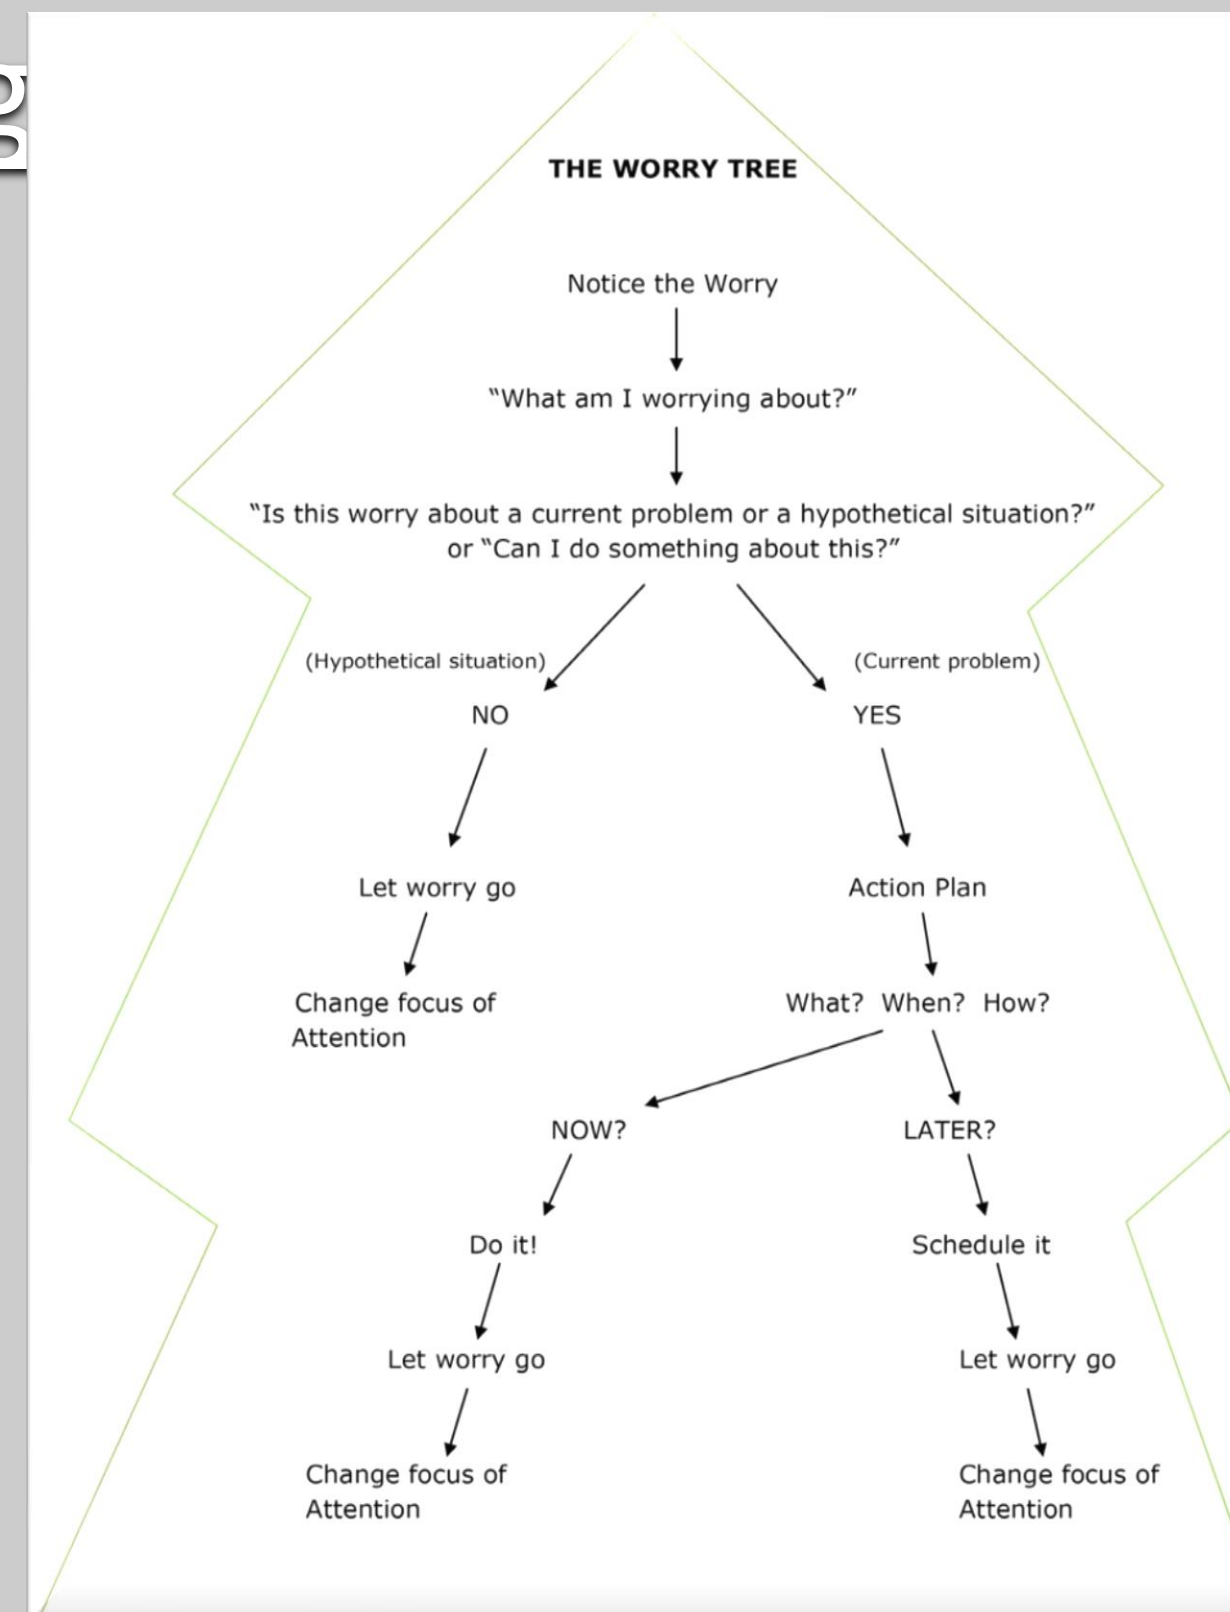 g
THE WORRY TREE
Notice the Worry
“What am I worrying about?”
“Is this worry about a current problem or a hypothetical situation?”
or “Can I do something about this?”
(Hypothetical situation) (Current problem)
NO YES
Let worry go Action Plan
Change focus of What? When? How?
Attention
NOW? LATER?
Do it! Schedule it
Let worry go Let worry go
Change focus of Change focus of
Attention Attention